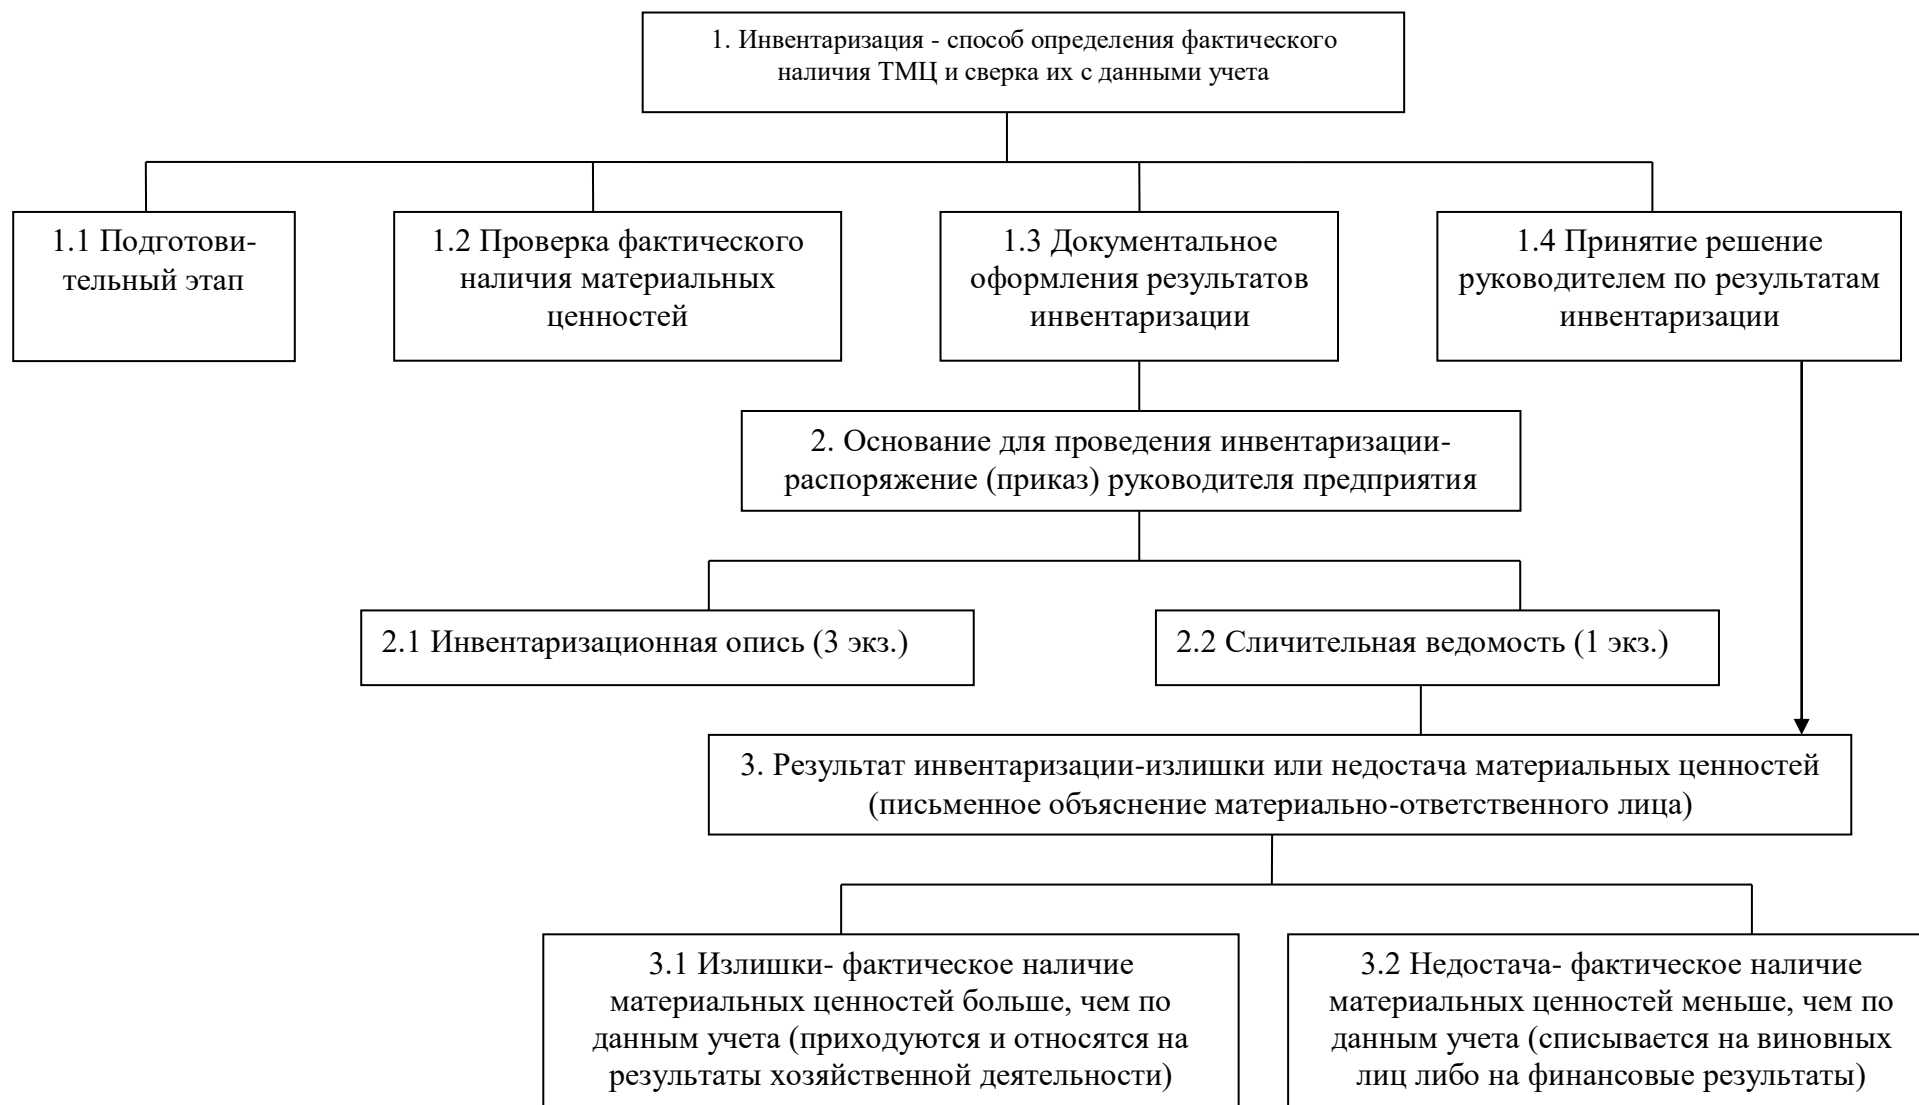 1. Инвентаризация - способ определения фактического
наличия ТМЦ и сверка их с данными учета
1.1 Подготови-
тельный этап
1.2 Проверка фактического
наличия материальных
ценностей
1.3 Документальное
оформления результатов
инвентаризации
1.4 Принятие решение
руководителем по результатам
инвентаризации
2. Основание для проведения инвентаризации-
распоряжение (приказ) руководителя предприятия
2.1 Инвентаризационная опись (3 экз.)
2.2 Сличительная ведомость (1 экз.)
3. Результат инвентаризации-излишки или недостача материальных ценностей
(письменное объяснение материально-ответственного лица)
3.1 Излишки- фактическое наличие
материальных ценностей больше, чем по
данным учета (приходуются и относятся на
результаты хозяйственной деятельности)
3.2 Недостача- фактическое наличие
материальных ценностей меньше, чем по
данным учета (списывается на виновных
лиц либо на финансовые результаты)